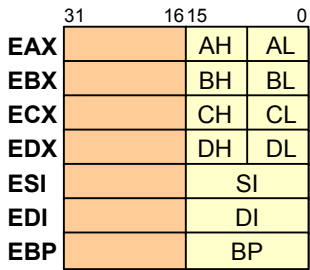 31 16 15 0
EAX AH AL
EBX BH BL
ECX CH CL
EDX DH DL
ESI SI
EDI DI
EBP BP